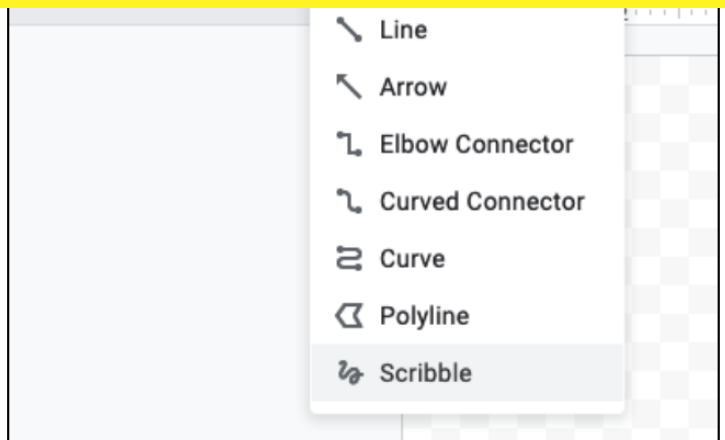 Line
Arrow
Elbow Connector
Curved Connector
Curve
Polyline
Scribble